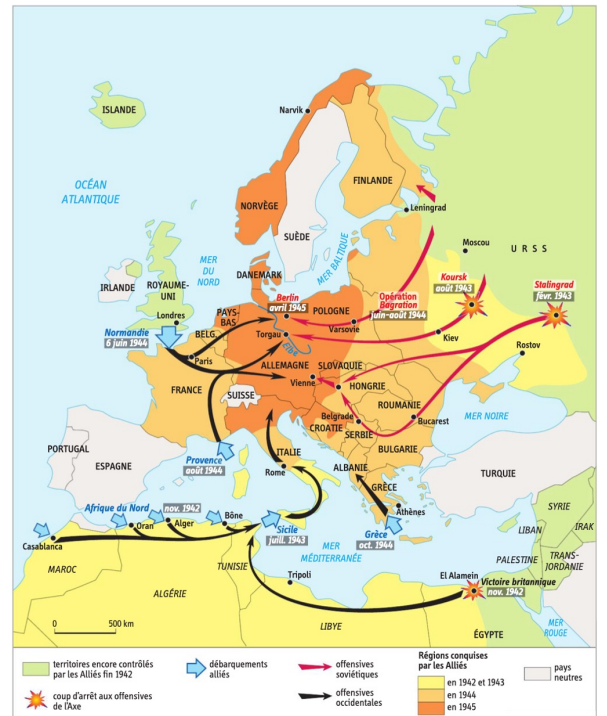 ISLANDE
Narvik
OCÉAN
ATLANTIQUE
FINLANDE
NORVÈGE
Leningrad
SUÈDE
MER
DU
NORD
MER BALTIQUE
Moscou
U R S S
IRLANDE
ROYAUME-
UNI
DANEMARK
Berlin
avril 1945
Opération
Bagration
juin-août 1944
Koursk
août 1943
Stalingrad
févr. 1943
Londres
PAYS-
BAS
POLOGNE
Normandie
6 juin 1944
BELG.
Torgau
Elbe
Varsovie
Kiev
Rostov
Paris
ALLEMAGNE
SLOVAQUIE
Vienne
FRANCE
SUISSE
HONGRIE
ROUMANIE
Belgrade
Bucarest
CROATIE
SERBIE
MER NOIRE
BULGARIE
PORTUGAL
ESPAGNE
Provence
août 1944
ITALIE
Rome
ALBANIE
GRÈCE
TURQUIE
Athènes
Afrique du Nord
nov. 1942
Oran
Alger
Bône
Sicile
juill. 1943
Grèce
oct. 1944
SYRIE
LIBAN
IRAK
Casablanca
MER
MÉDITERRANÉE
PALESTINE
TRANS-
JORDANIE
MAROC
TUNISIE
Tripoli
El Alamein
Victoire britannique
nov. 1942
ALGÉRIE
0
500 km
LIBYE
ÉGYPTE
MER
ROUGE
territoires encore contrôlés
par les Alliés fin 1942
coup d'arrêt aux offensives
de l'Axe
débarquements
alliés
offensives
soviétiques
offensives
occidentales
Régions conquises
par les Alliés
en 1942 et 1943
en 1944
en 1945
pays
neutres